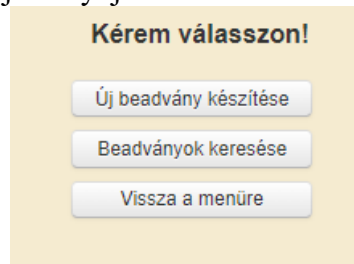 Kérem válasszon!
Új beadvány készítése
Beadványok keresése
Vissza a menüre